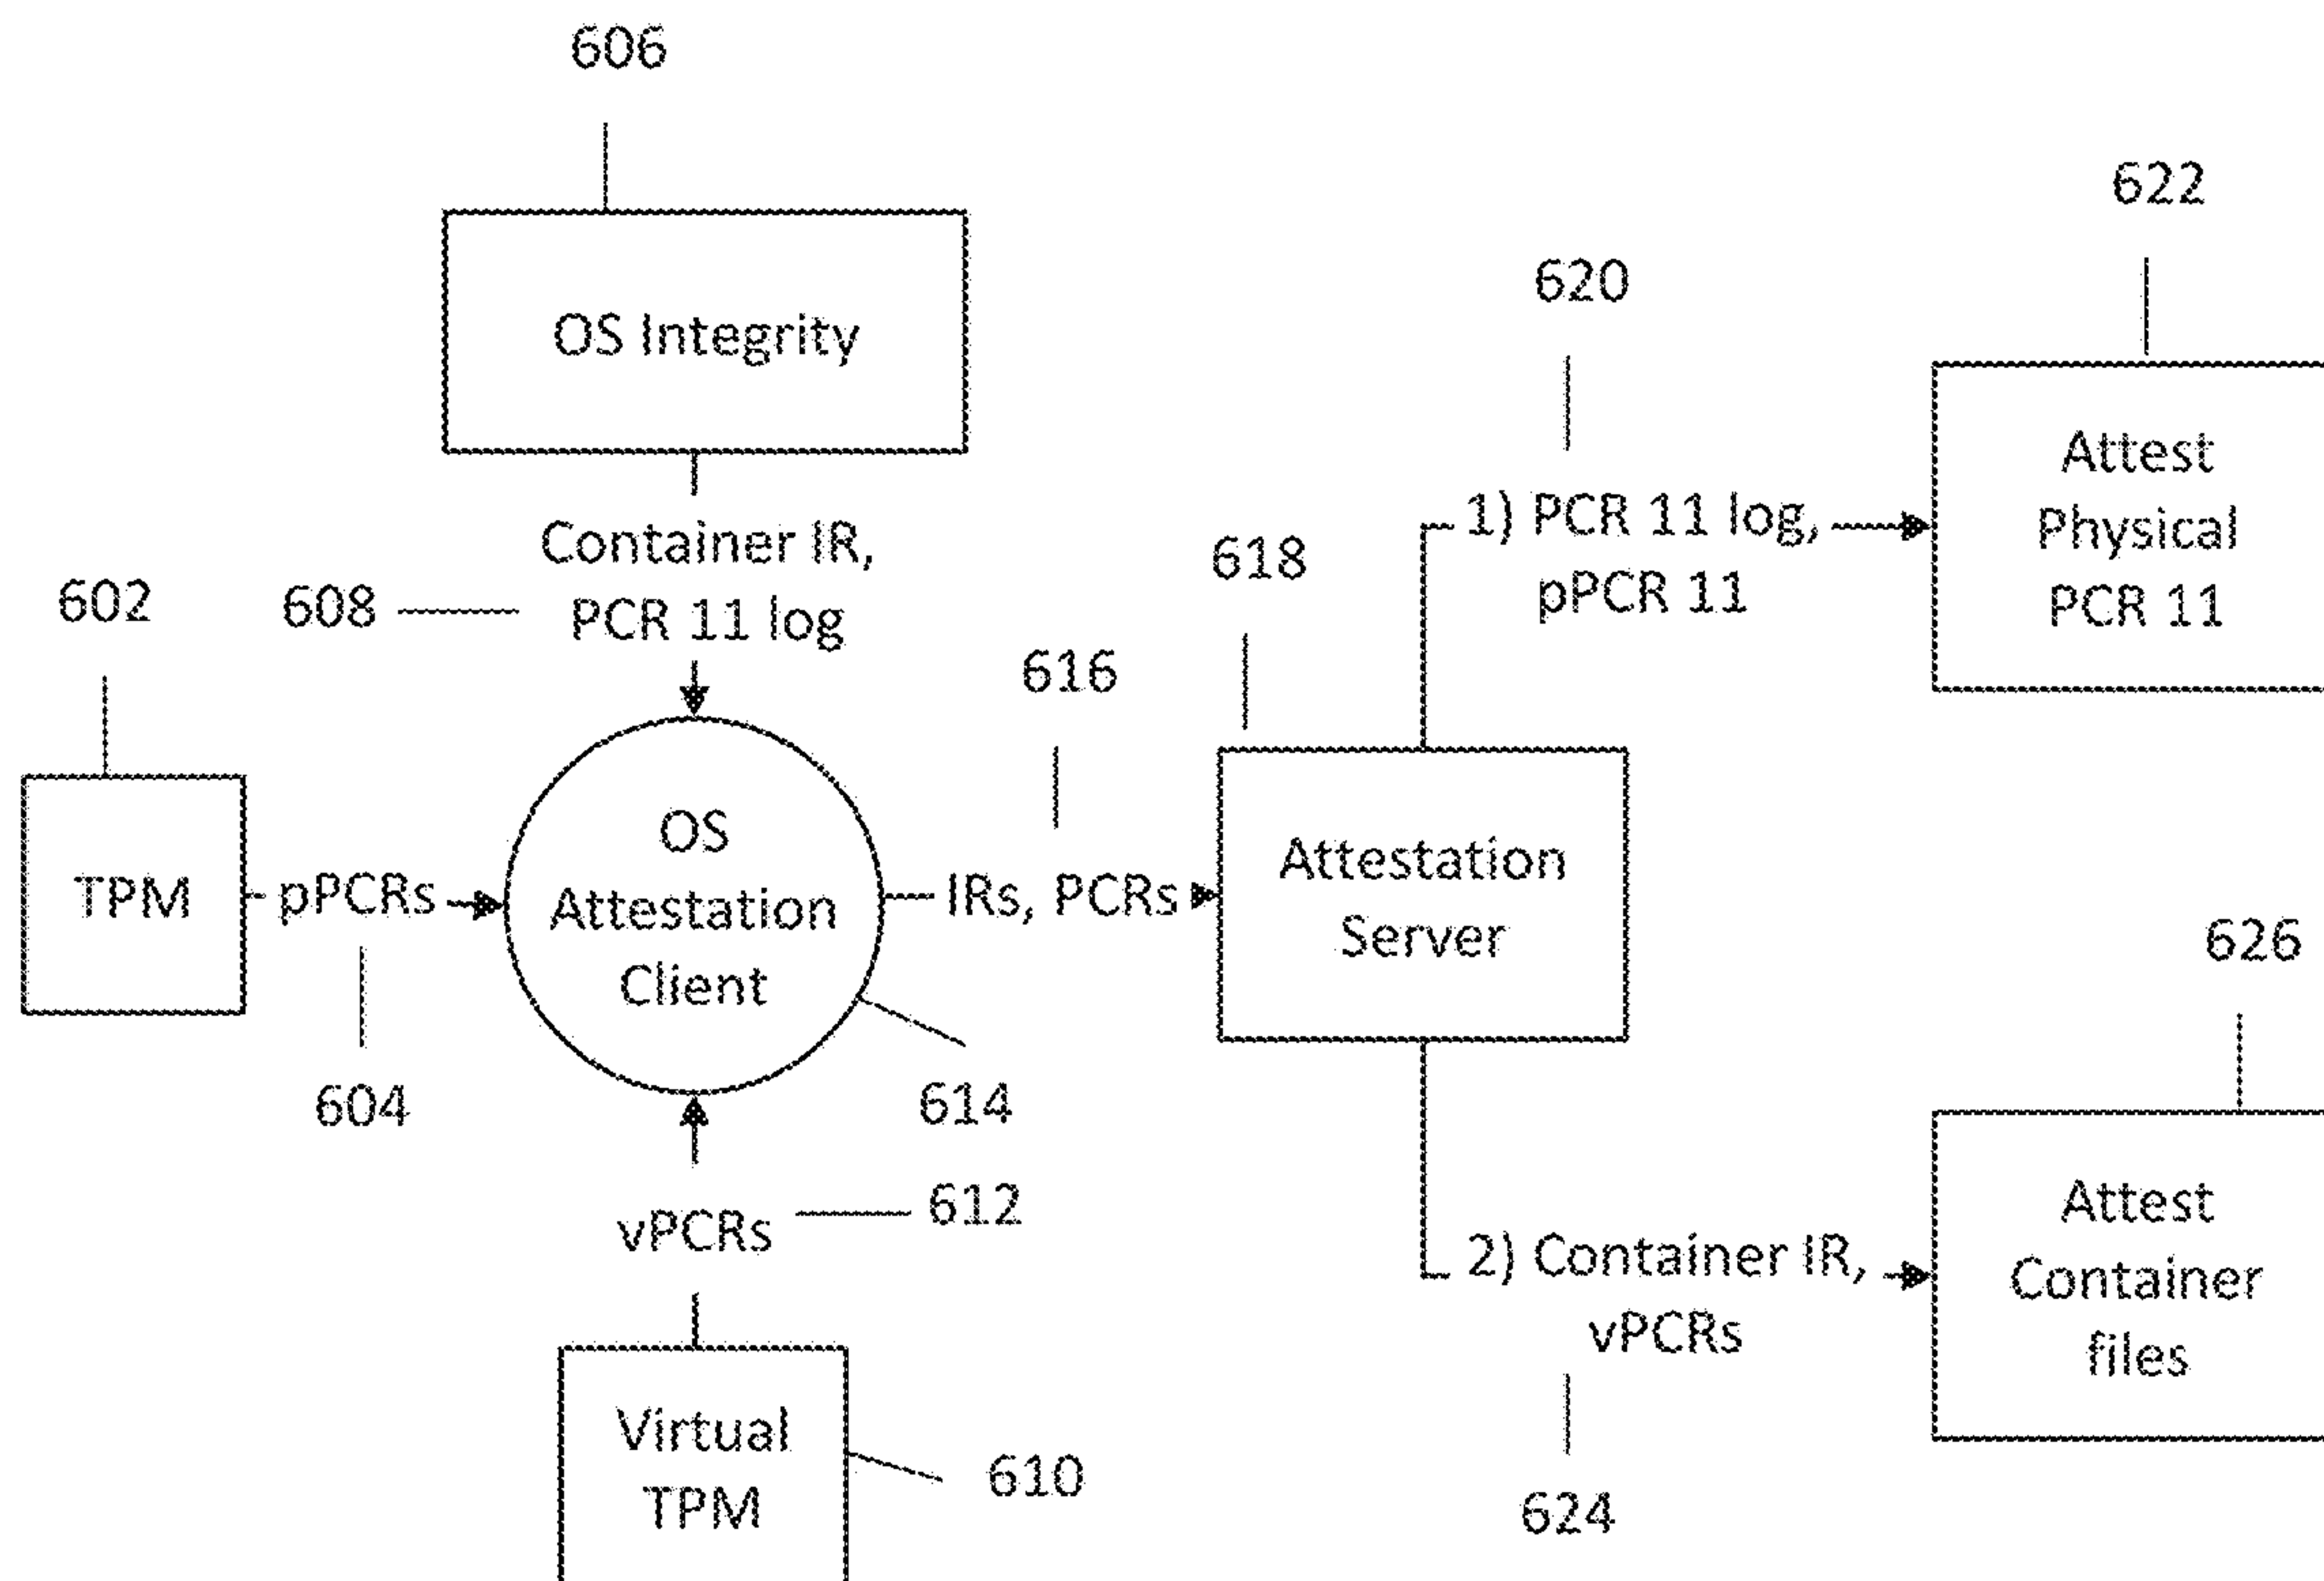 606
622
620
OS Integrity
Attest
Physical
PCR 11
1) PCR 11 log,
pPCR 11
618
Container IR,
PCR 11 log
608
602
616
TPM
pPCRs
604
OS
Attestation
Client
614
IRs, PCRs
Attestation
Server
626
vPCRs
612
2) Container IR,
vPCRs
624
Attest
Container
files
Virtual
TPM
610